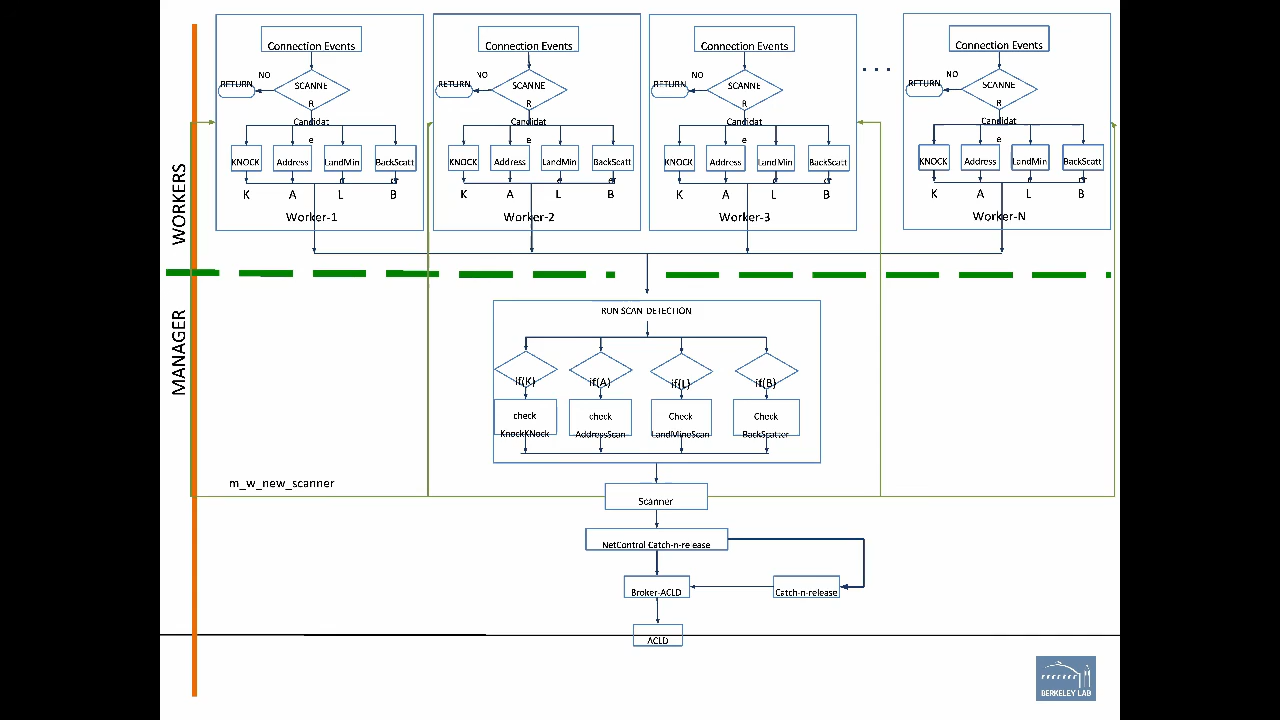 Connection Events
NO
RETURN
SCANNE
R
Candidat
e
KNOCK
Address
LandMin
e
BackScatt
er
K
A
L
B
Worker-1
Connection Events
NO
RETURN
SCANNE
R
Candidat
e
KNOCK
Address
LandMin
e
BackScatt
er
K
A
L
B
Worker-2
Connection Events
NO
RETURN
SCANNE
R
Candidat
e
KNOCK
Address
LandMin
e
BackScatt
er
K
A
L
B
Worker-3
. . .
Connection Events
NO
RETURN
SCANNE
R
Candidat
e
KNOCK
Address
LandMin
e
BackScatt
er
K
A
L
B
Worker-N
WORKERS
MANAGER
RUN SCAN DETECTION
if(K)
if(A)
if(L)
if(B)
check
KnockKNock
check
AddressScan
Check
LandMineScan
Check
BackScatter
m_w_new_scanner
Scanner
NetControl Catch-n-release
Broker-ACLD
Catch-n-release
ACLD
BERKELEY LAB